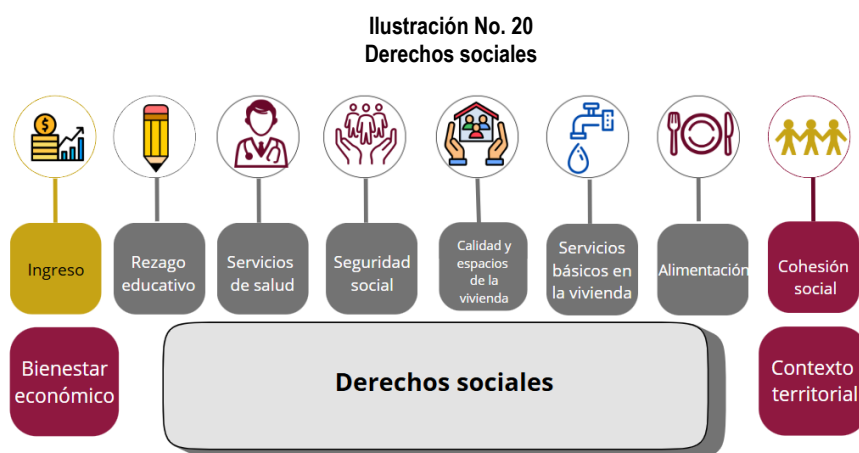 Ilustración No. 20
Derechos sociales
Ingreso
Rezago
educativo
Servicios
de salud
Seguridad
social
Calidad y
espacios
de la
vivienda
Servicios
básicos en
la vivienda
Alimentación
Cohesión
social
Bienestar
económico
Derechos sociales
Contexto
territorial